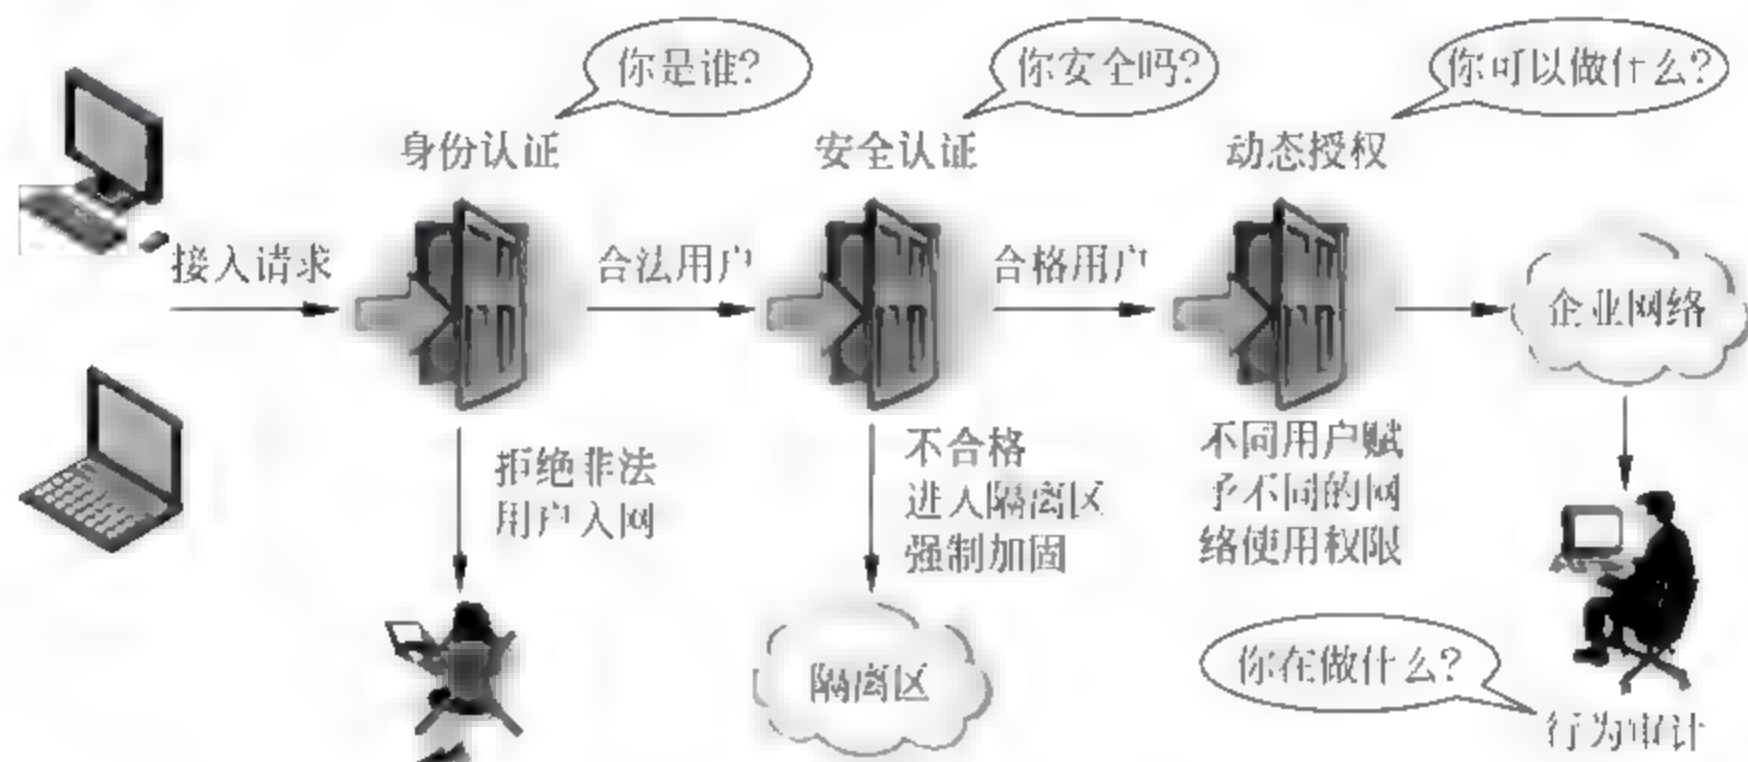 你是谁?
你安全吗?
你可以做什么?
身份认证
安全认证
动态授权
接入请求
合法用户
合格用户
企业网络
拒绝非法
用户入网
不合格
进入隔离区
强制加固
不同用户赋
予不同的网
络使用权限
隔离区
你在做什么?
行为审计